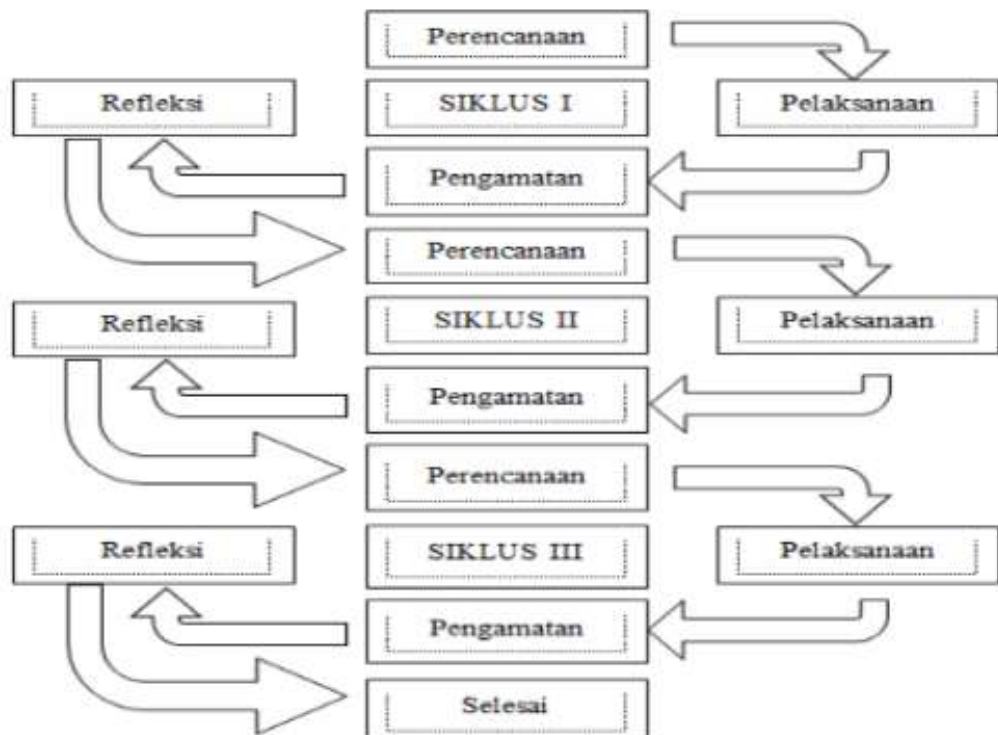 Perencanaan
Refleksi
SIKLUS I
Pelaksanaan
Pengamatan
Perencanaan
Refleksi
SIKLUS II
Pelaksanaan
Pengamatan
Perencanaan
Refleksi
SIKLUS III
Pelaksanaan
Pengamatan
Selesai